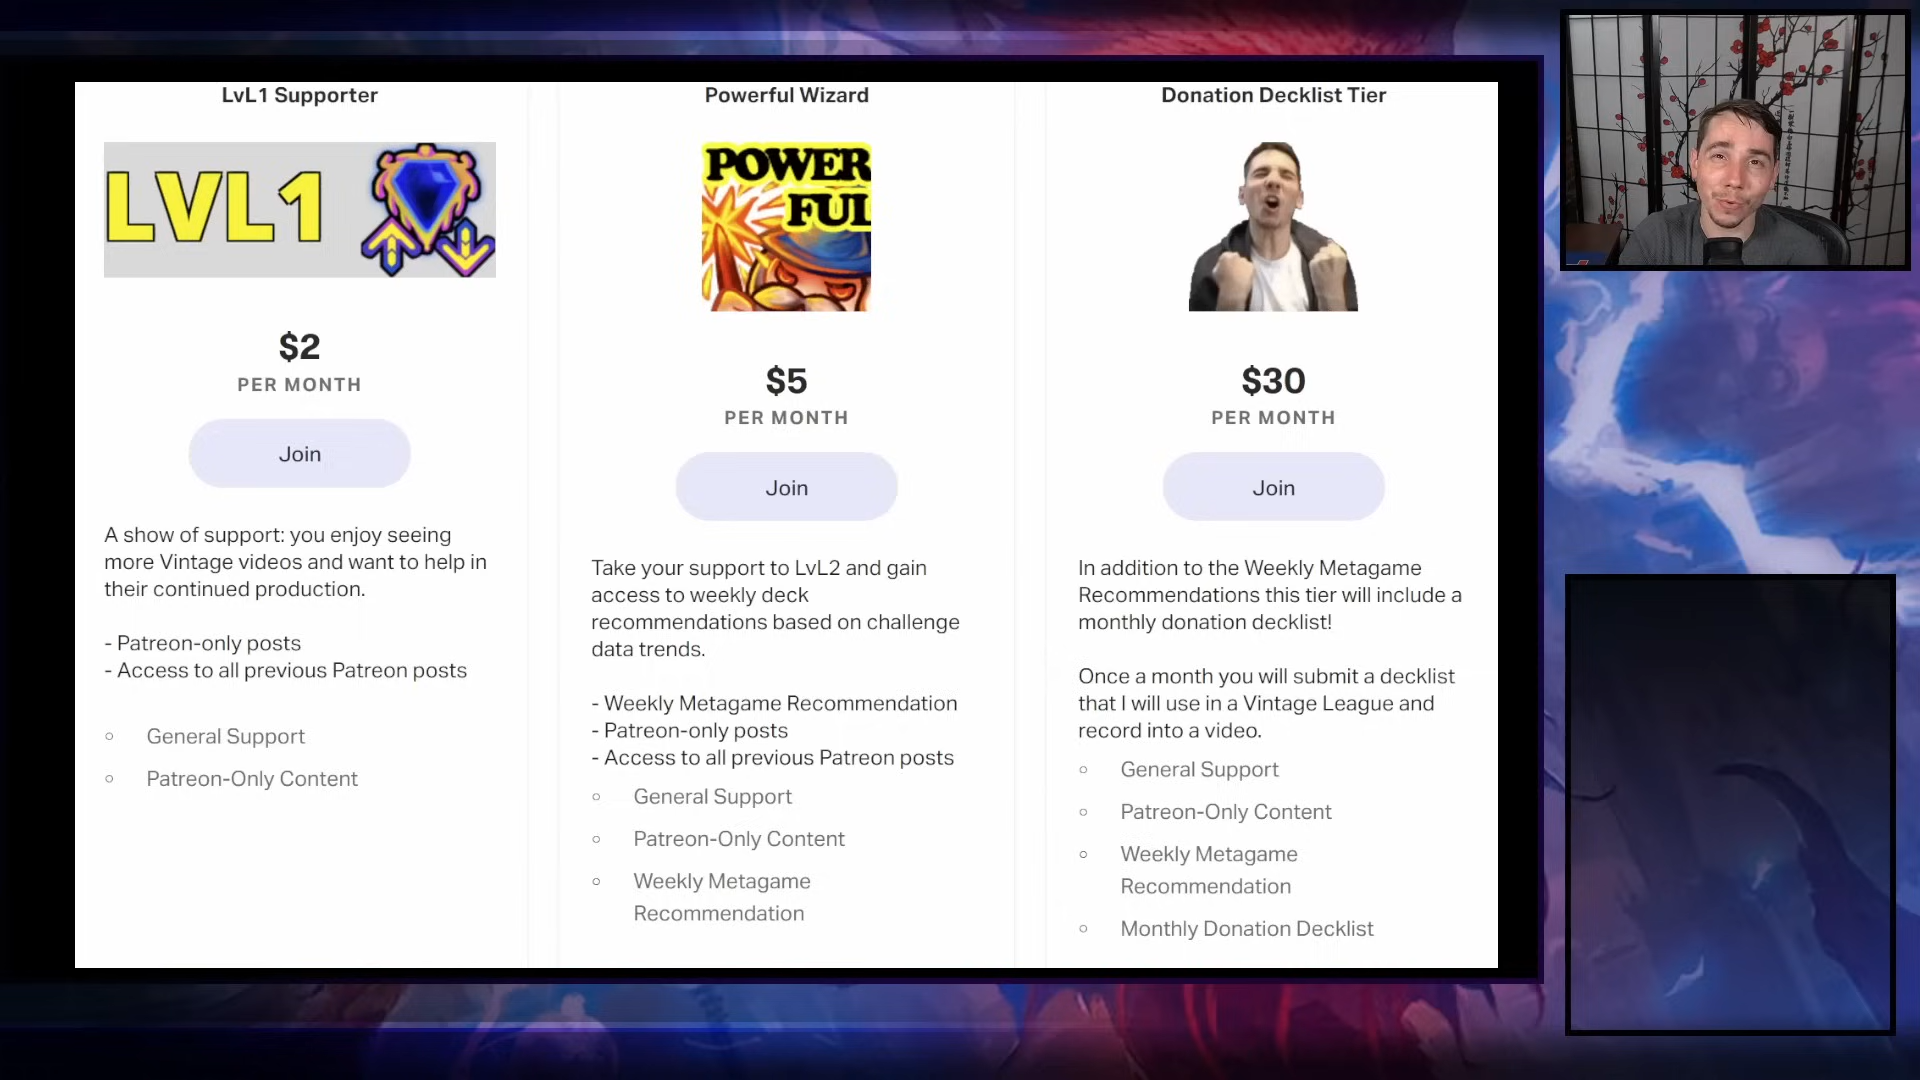 LvL1 Supporter
LVL1
$2
PER MONTH
Join
A show of support: you enjoy seeing
more Vintage videos and want to help in
their continued production.
- Patreon-only posts
- Access to all previous Patreon posts
General Support
Patreon-Only Content
Powerful Wizard
POWER
FUL
$5
PER MONTH
Join
Take your support to LvL2 and gain
access to weekly deck
recommendations based on challenge
data trends.
- Weekly Metagame Recommendation
- Patreon-only posts
- Access to all previous Patreon posts
General Support
Patreon-Only Content
Weekly Metagame
Recommendation
Donation Decklist Tier
$30
PER MONTH
Join
In addition to the Weekly Metagame
Recommendations this tier will include a
monthly donation decklist!
Once a month you will submit a decklist
that I will use in a Vintage League and
record into a video.
General Support
Patreon-Only Content
Weekly Metagame
Recommendation
Monthly Donation Decklist